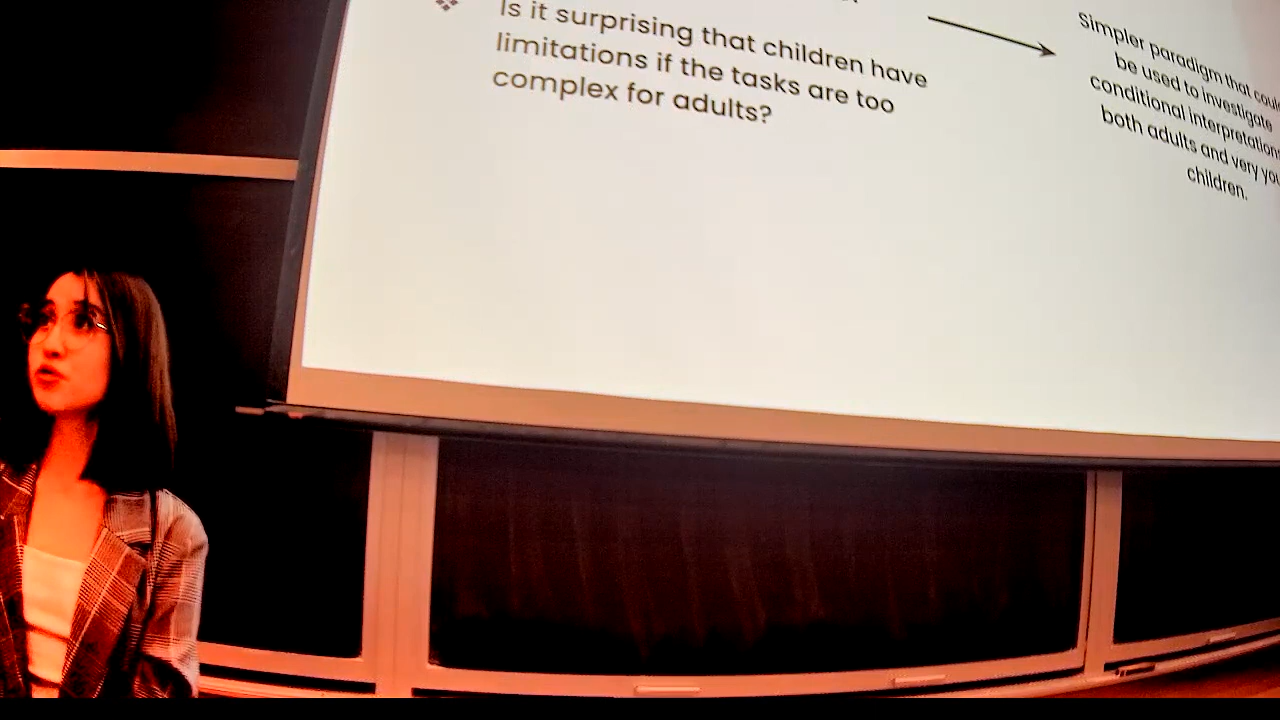 Is it surprising that children have
limitations if the tasks are too
complex for adults?
Simpler paradigm that
be used to investigate
conditional
both adults and very
children.